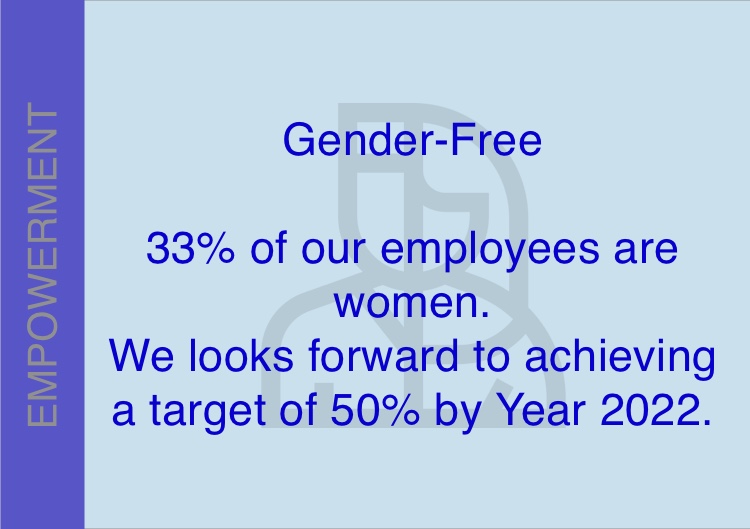 EMPOWERMENT
Gender-Free
33% of our employees are
women.
We looks forward to achieving
a target of 50% by Year 2022.